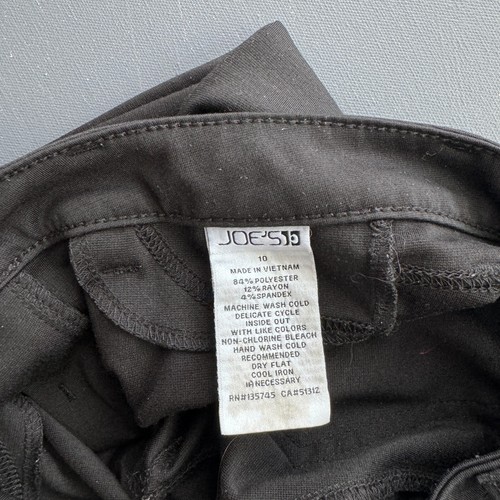 JOE'S
10
MADE IN VIETNAM
84% POLYESTER
12% RAYON
4% SPANDEX
MACHINE WASH COLD
DELICATE CYCLE
INSIDE OUT
WITH LIKE COLORS
NON-CHLORINE BLEACH
HAND WASH COLD
RECOMMENDED
DRY FLAT
COOL IRON
IF NECESSARY
RN#135745 CA#51312